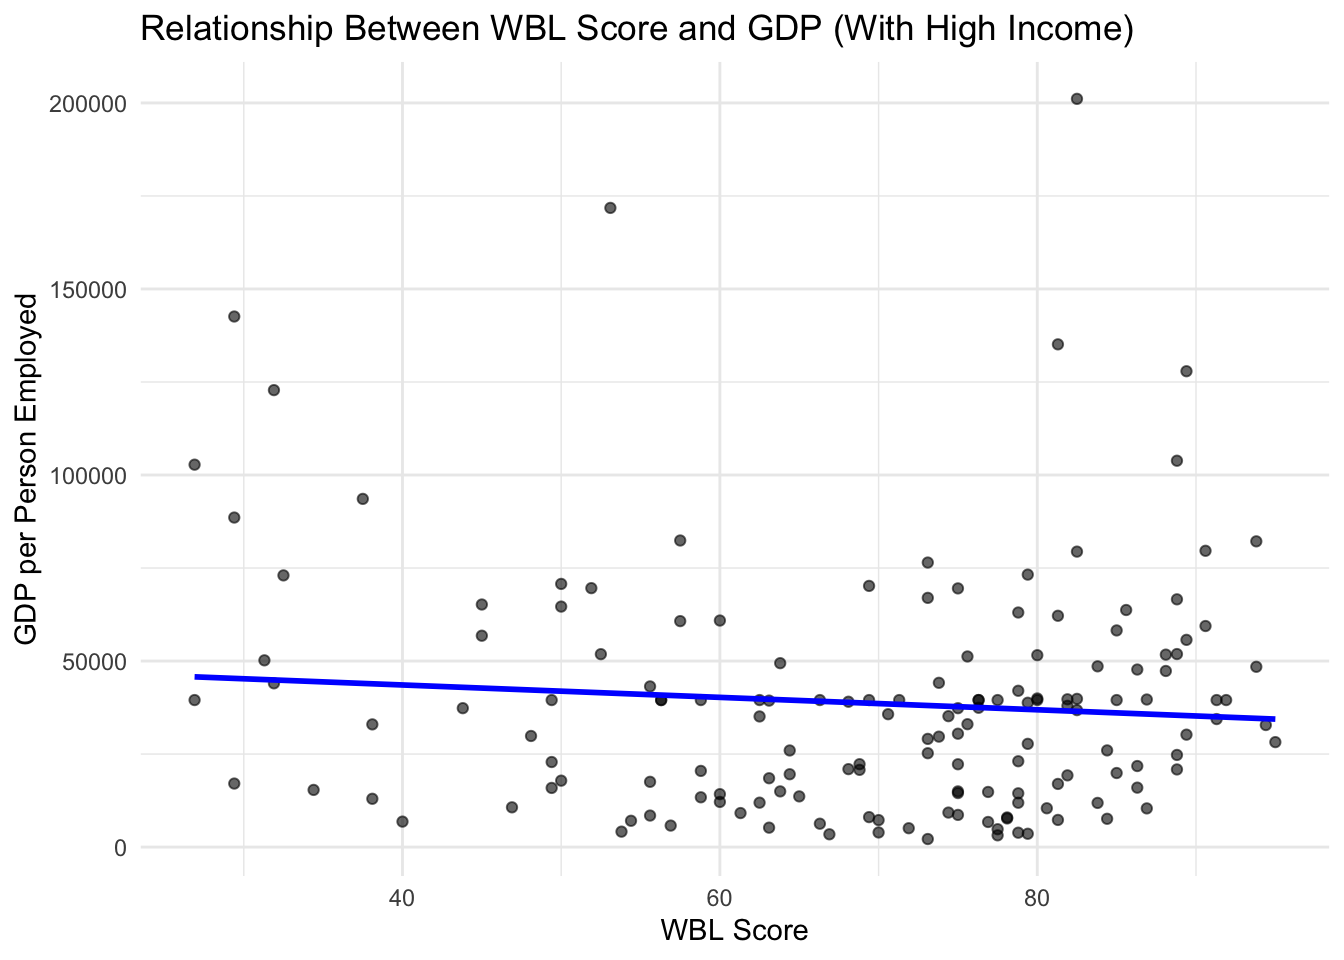 Relationship Between WBL Score and GDP (With High Income)
200000
150000
100000
50000
0
GDP per Person Employed
40 60 80
WBL Score